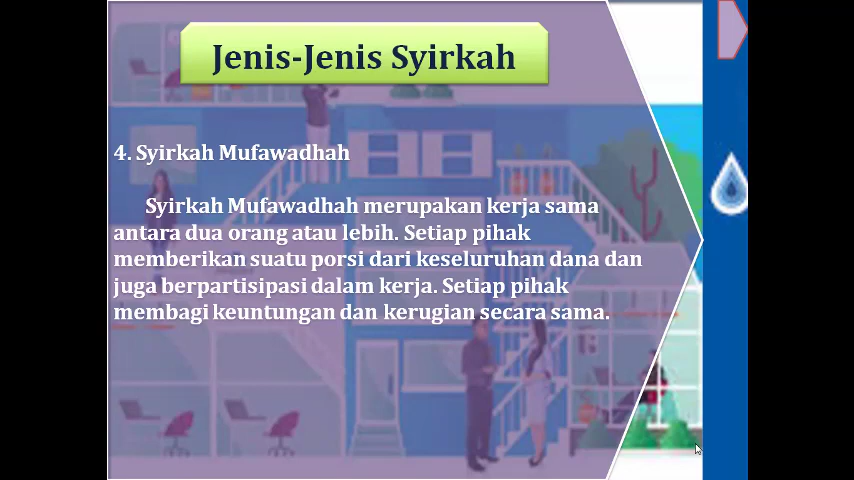 Jenis-Jenis Syirkah
4. Syirkah Mufawadhah
Syirkah Mufawadhah merupakan kerja sama
antara dua orang atau lebih. Setiap pihak
memberikan suatu porsi dari keseluruhan dana dan
juga berpartisipasi dalam kerja. Setiap pihak
membagi keuntungan dan kerugian secara sama.